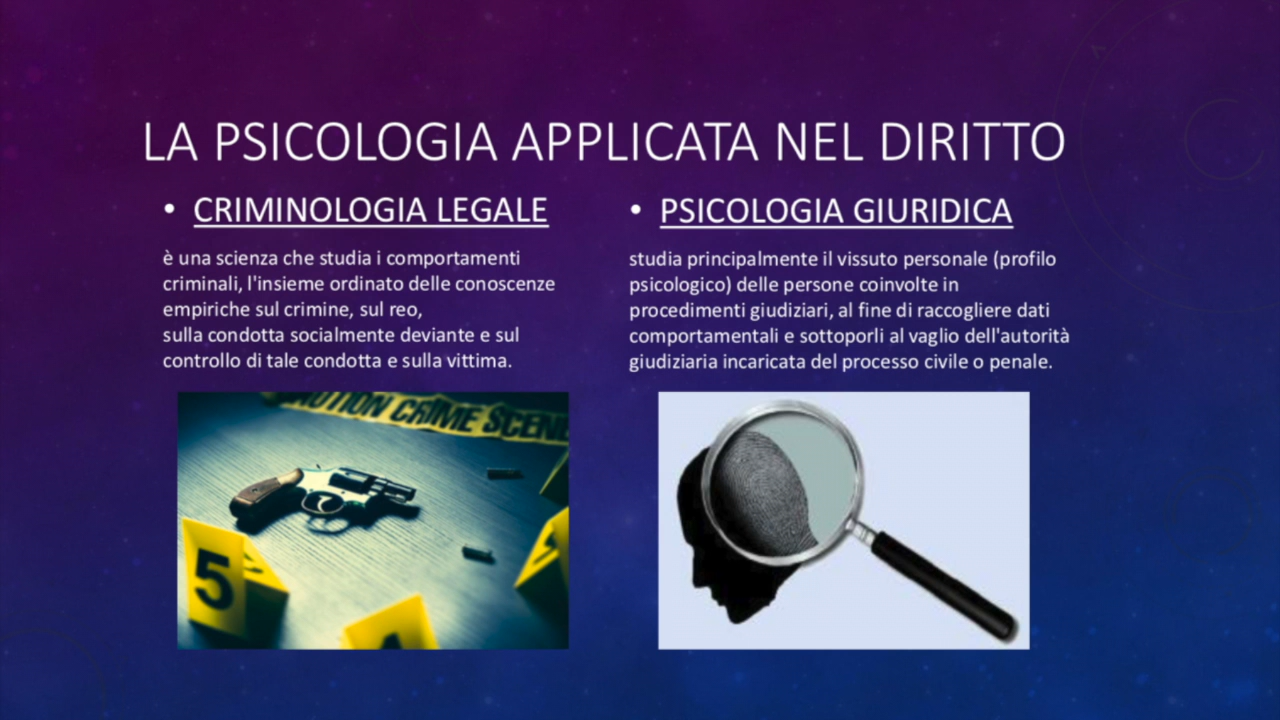 LA PSICOLOGIA APPLICATA NEL DIRITTO
• CRIMINOLOGIA LEGALE
è una scienza che studia i comportamenti
criminali, l'insieme ordinato delle conoscenze
empiriche sul crimine, sul reo,
sulla condotta socialmente deviante e sul
controllo di tale condotta e sulla vittima.
• PSICOLOGIA GIURIDICA
studia principalmente il vissuto personale (profilo
psicologico) delle persone coinvolte in
procedimenti giudiziari, al fine di raccogliere dati
comportamentali e sottoporli al vaglio dell'autorità
giudiziaria incaricata del processo civile o penale.
CRIME SCENE
5